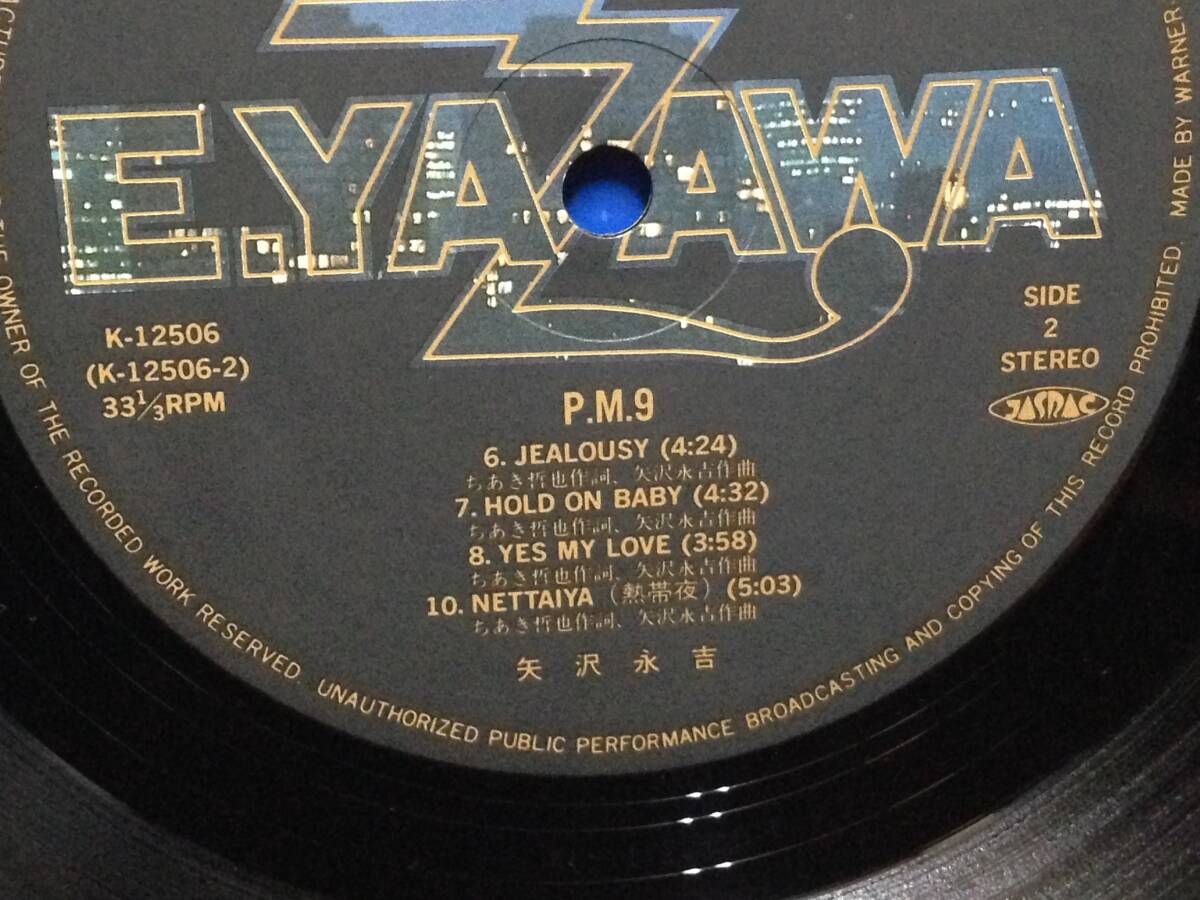 E.YAZAWA
K-12506
(K-12506-2)
33⅓RPM
SIDE
2
STEREO
JASRAC
P.M.9
6. JEALOUSY (4:24)
ちあき哲也作詞、矢沢永吉作曲
7. HOLD ON BABY (4:32)
ちあき哲也作詞、矢沢永吉作曲
8. YES MY LOVE (3:58)
ちあき哲也作詞、矢沢永吉作曲
10. NETTAIYA（熱帯夜）(5:03)
ちあき哲也作詞、矢沢永吉作曲
矢沢永吉
OWNER OF THE RECORDED WORK RESERVED. UNAUTHORIZED PUBLIC PERFORMANCE BROADCASTING AND COPYING OF THIS RECORD PROHIBITED. MADE BY WARNER-